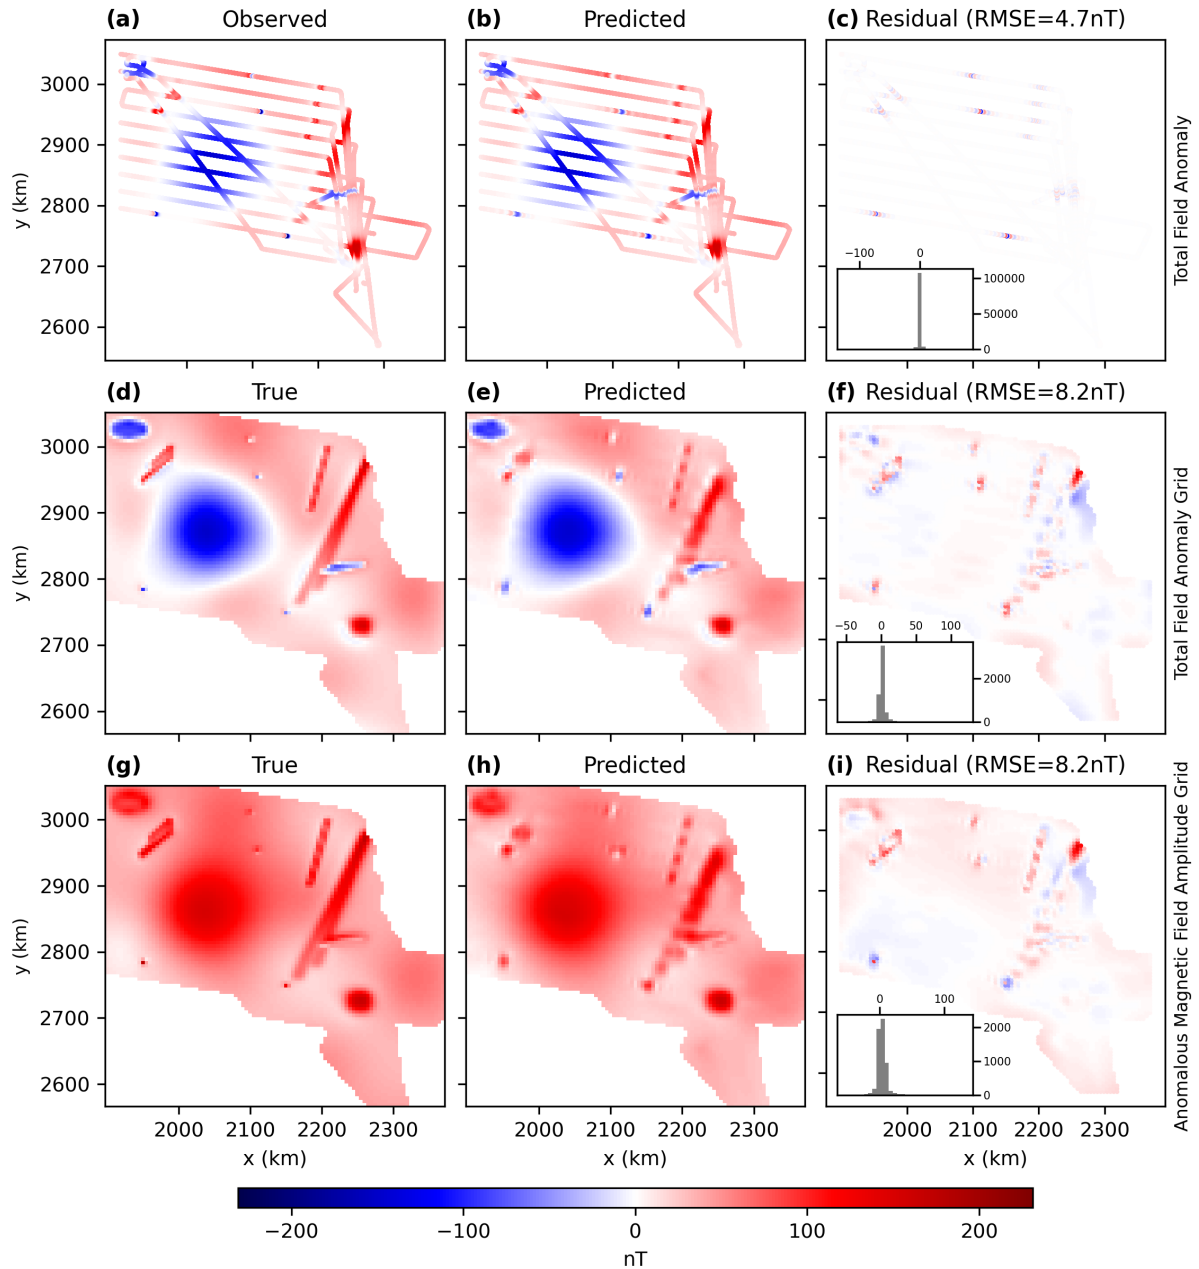 (a) Observed
(b) Predicted
(c) Residual (RMSE=4.7nT)
3000
2900
2800
2700
2600
y (km)
−100 0
100000
50000
0
Total Field Anomaly
(d) True
(e) Predicted
(f) Residual (RMSE=8.2nT)
3000
2900
2800
2700
2600
y (km)
−50 0 50 100
2000
0
Total Field Anomaly Grid
(g) True
(h) Predicted
(i) Residual (RMSE=8.2nT)
3000
2900
2800
2700
2600
y (km)
0 100
2000
1000
0
Anomalous Magnetic Field Amplitude Grid
2000 2100 2200 2300
2000 2100 2200 2300
2000 2100 2200 2300
x (km)
x (km)
x (km)
−200 −100 0 100 200
nT